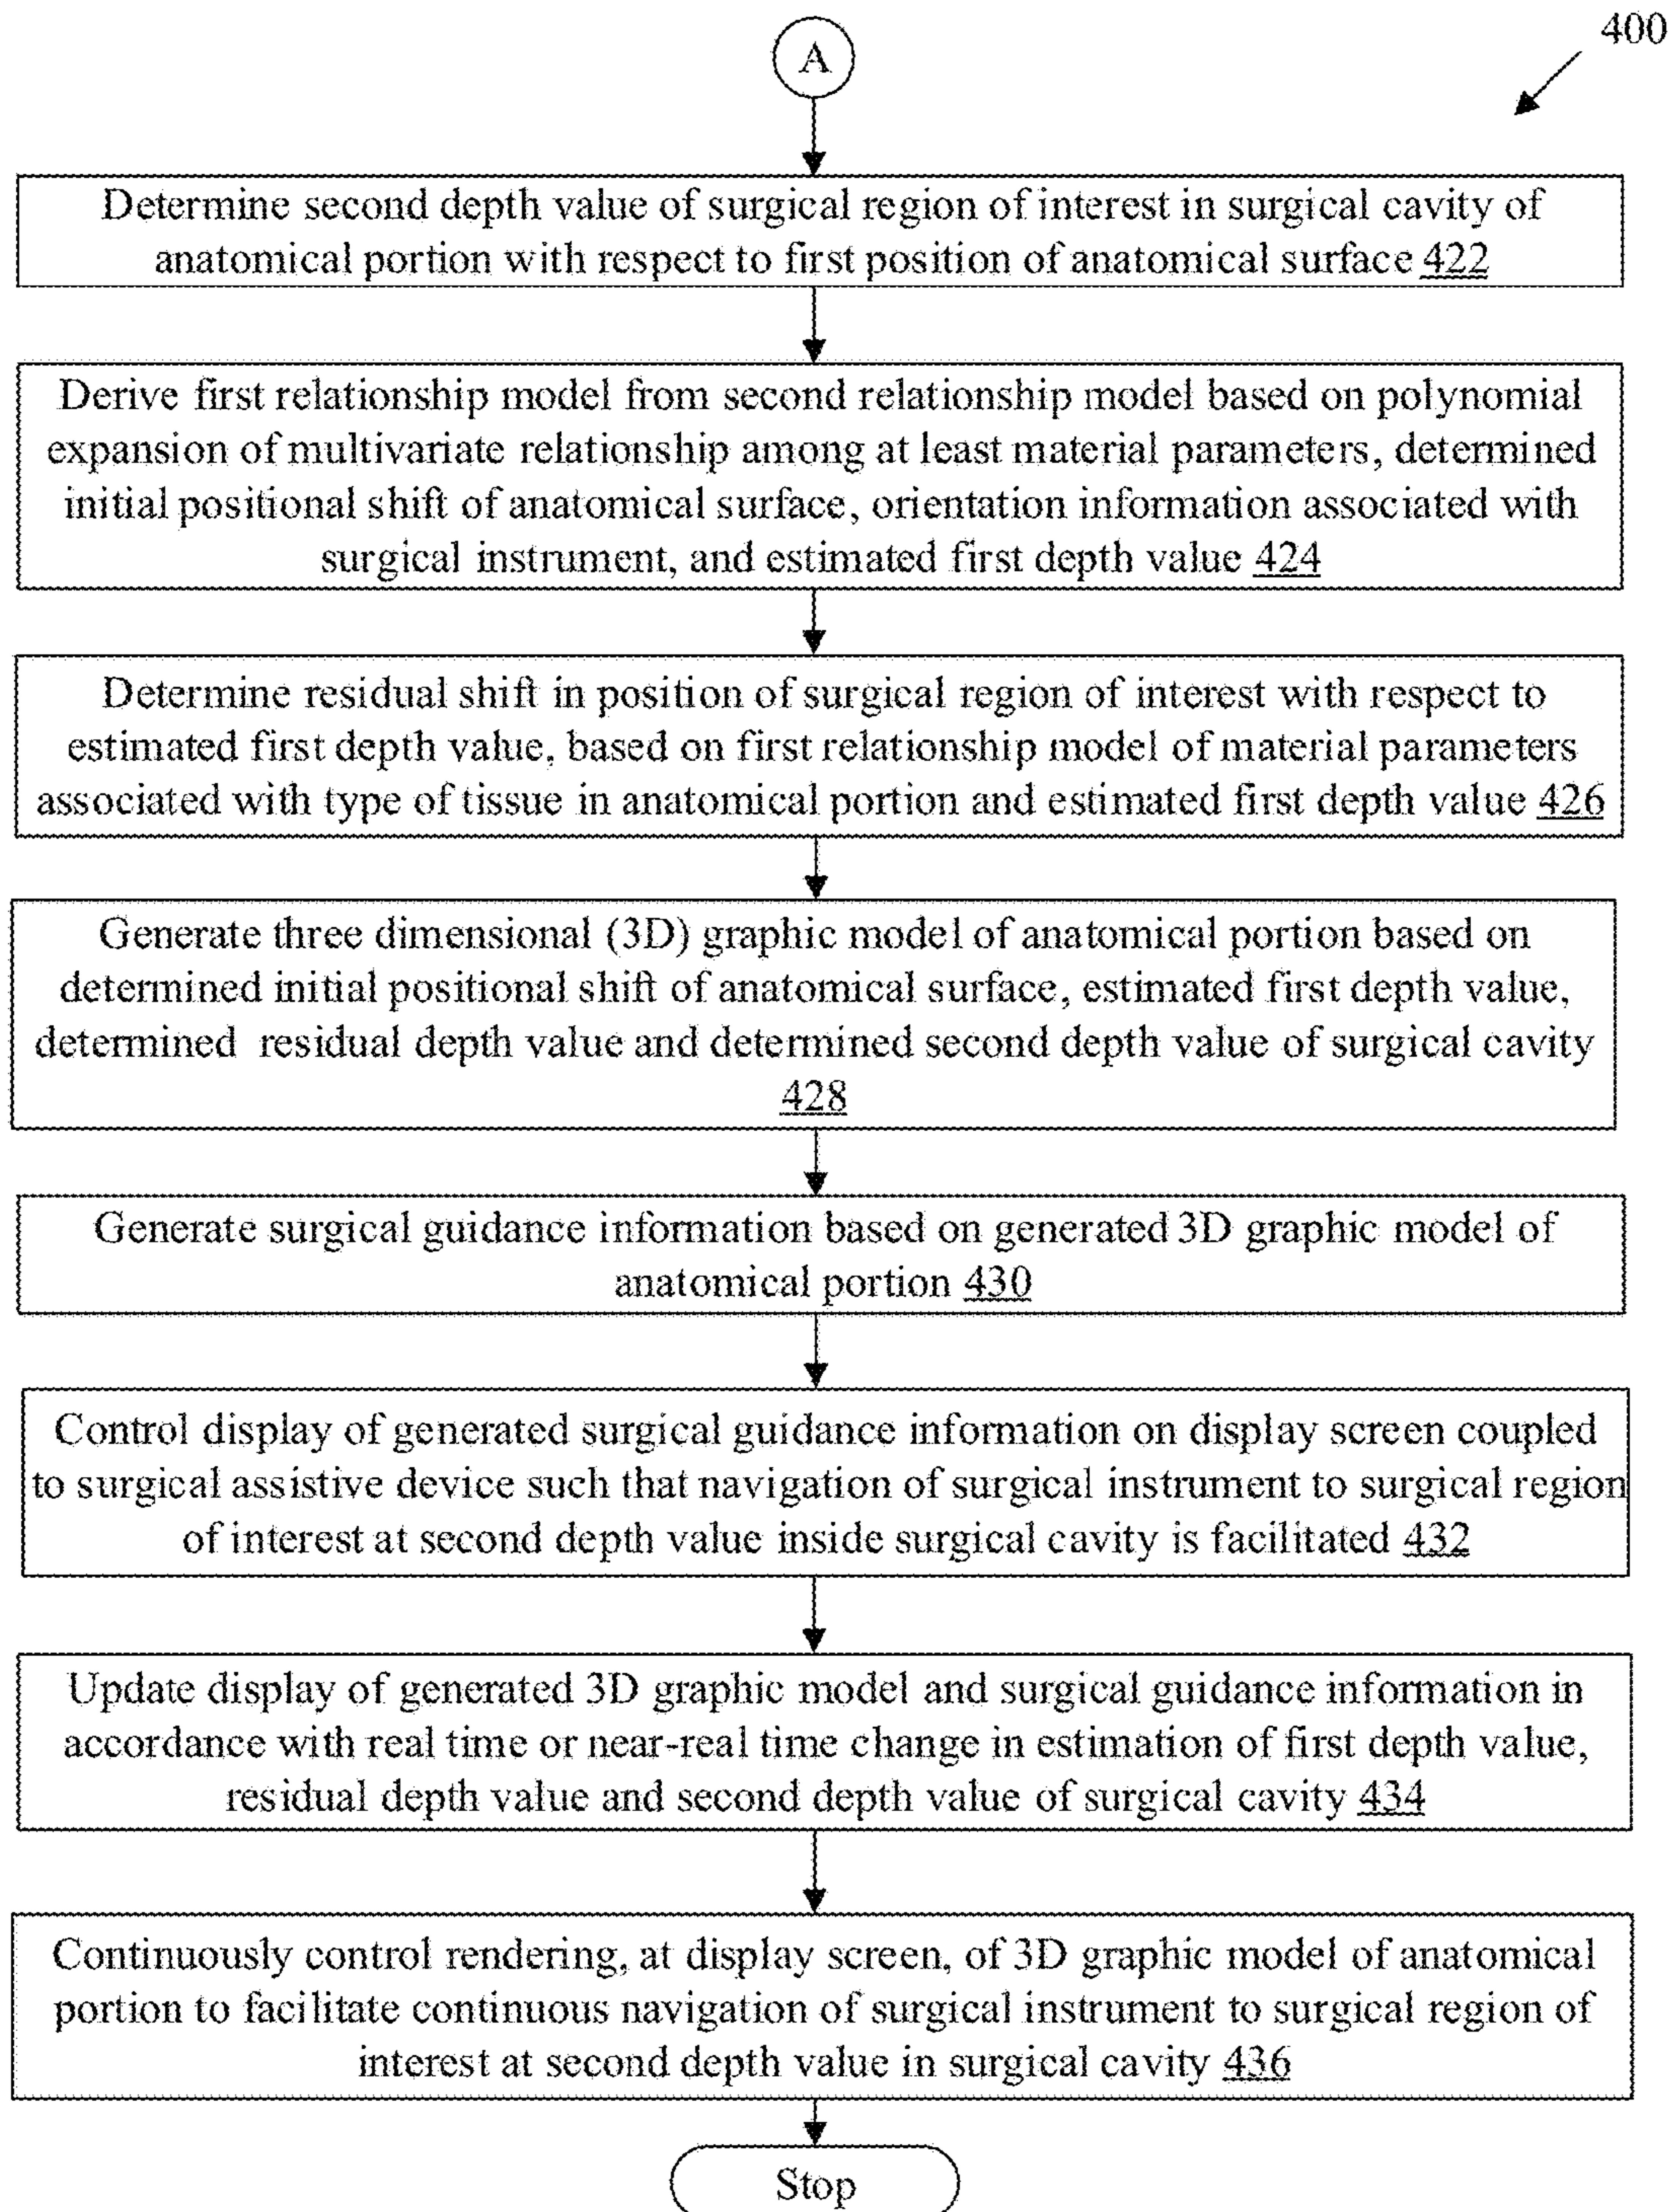 400
A
Determine second depth value of surgical region of interest in surgical cavity of
anatomical portion with respect to first position of anatomical surface 422
Derive first relationship model from second relationship model based on polynomial
expansion of multivariate relationship among at least material parameters, determined
initial positional shift of anatomical surface, orientation information associated with
surgical instrument, and estimated first depth value 424
Determine residual shift in position of surgical region of interest with respect to
estimated first depth value, based on first relationship model of material parameters
associated with type of tissue in anatomical portion and estimated first depth value 426
Generate three dimensional (3D) graphic model of anatomical portion based on
determined initial positional shift of anatomical surface, estimated first depth value,
determined residual depth value and determined second depth value of surgical cavity
428
Generate surgical guidance information based on generated 3D graphic model of
anatomical portion 430
Control display of generated surgical guidance information on display screen coupled
to surgical assistive device such that navigation of surgical instrument to surgical region
of interest at second depth value inside surgical cavity is facilitated 432
Update display of generated 3D graphic model and surgical guidance information in
accordance with real time or near-real time change in estimation of first depth value,
residual depth value and second depth value of surgical cavity 434
Continuously control rendering, at display screen, of 3D graphic model of anatomical
portion to facilitate continuous navigation of surgical instrument to surgical region of
interest at second depth value in surgical cavity 436
Stop